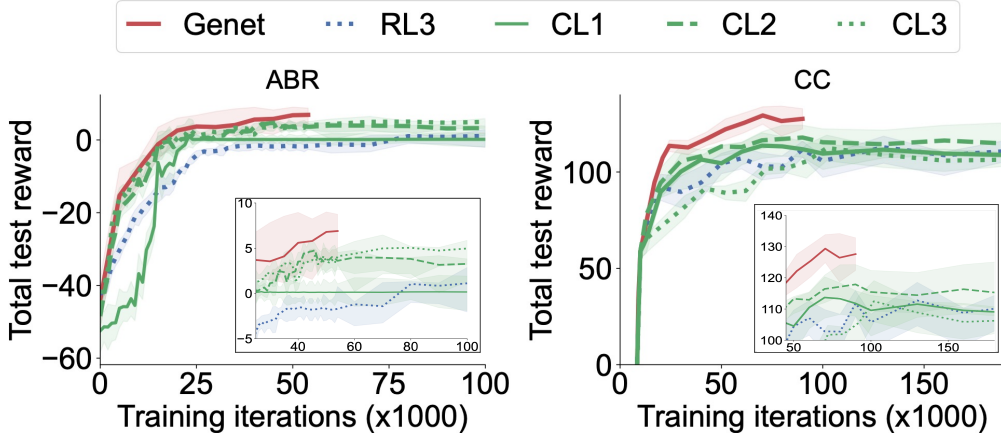 Genet RL3 CL1 CL2 CL3
ABR
Total test reward
0
−20
−40
−60
0 25 50 75 100
Training iterations (x1000)
10
5
0
−5
40 60 80 100
CC
Total test reward
100
50
0
0 50 100 150
Training iterations (x1000)
140
130
120
110
100
50 100 150